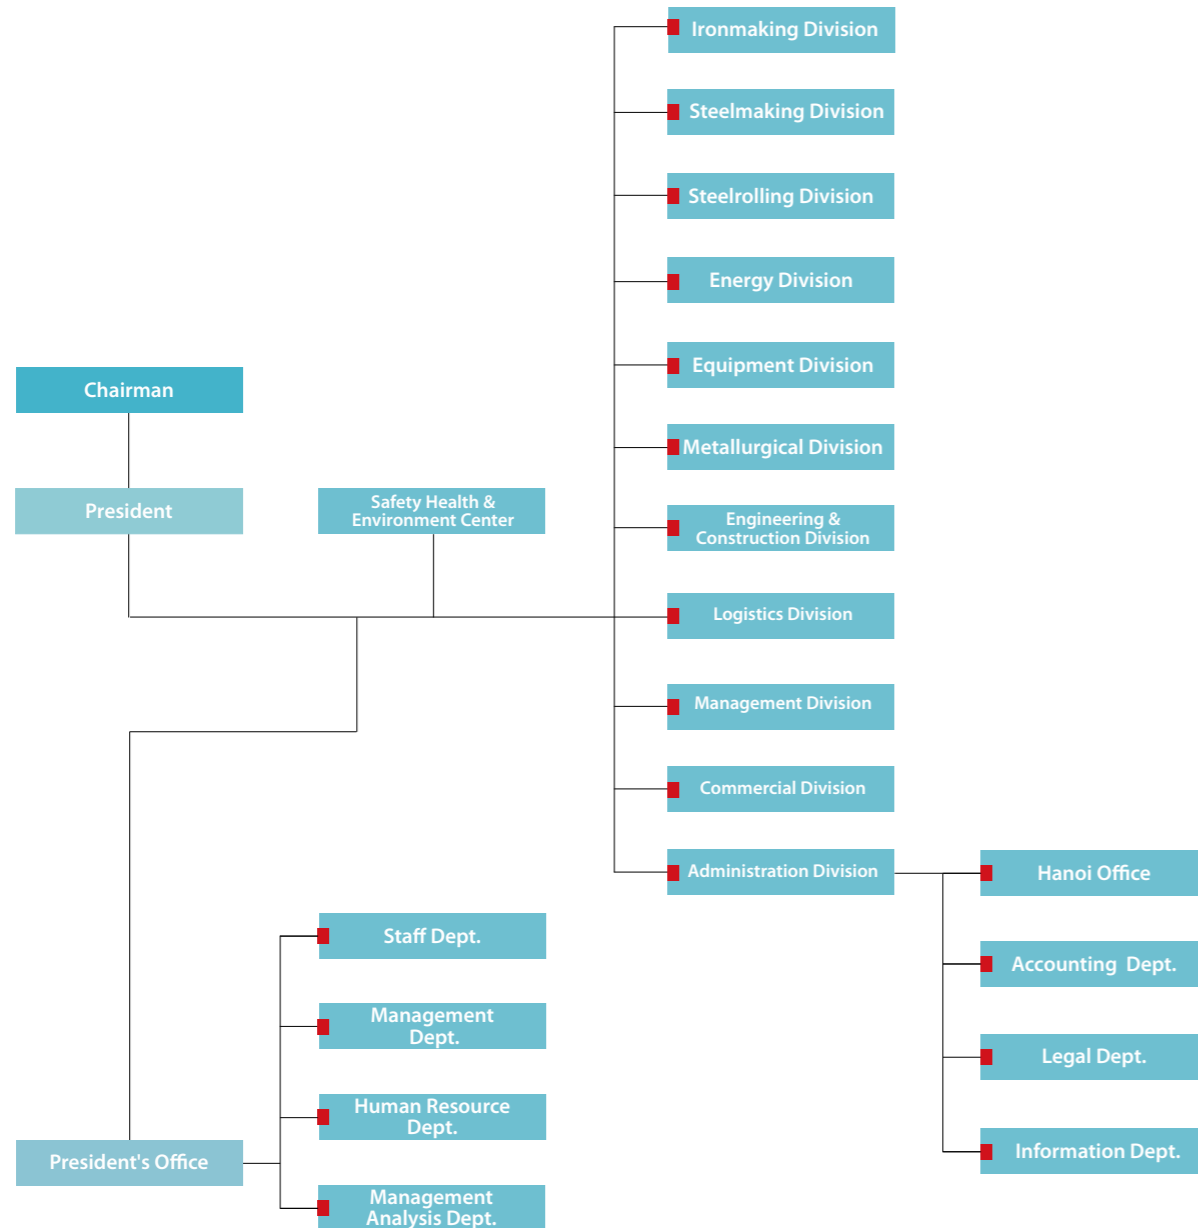 Ironmaking Division
Steelmaking Division
Steelrolling Division
Energy Division
Equipment Division
Chairman
Metallurgical Division
President
Safety Health &
Environment Center
Engineering &
Construction Division
Logistics Division
Management Division
Commercial Division
Administration Division
Hanoi Office
Staff Dept.
Accounting Dept.
Management
Dept.
Legal Dept.
Human Resource
Dept.
President's Office
Information Dept.
Management
Analysis Dept.